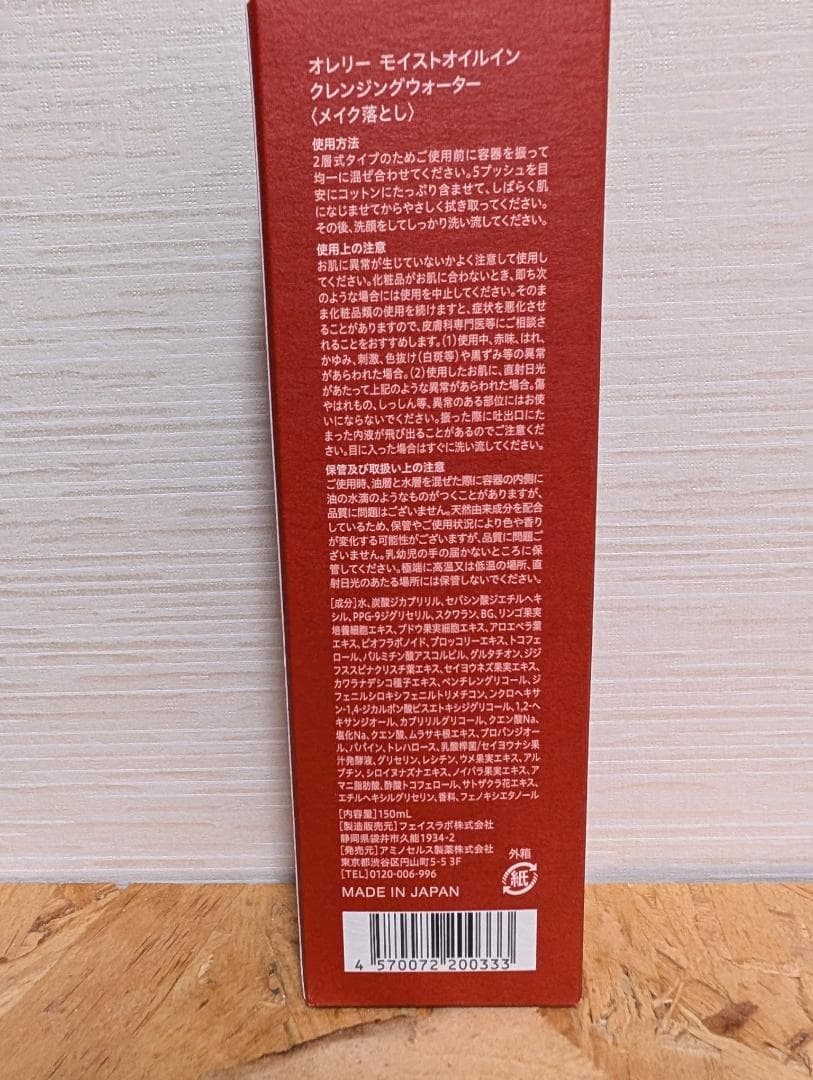 オレリー モイストオイルイン
クレンジングウォーター
〈メイク落とし〉
使用方法
2層式タイプのためご使用前に容器を振って
均一に混ぜ合わせてください。5プッシュを目
安にコットンにたっぷり含ませて、しばらく肌
になじませてからやさしく拭き取ってください。
その後、洗顔をしてしっかり洗い流してください。
使用上の注意
お肌に異常が生じていないかよく注意して使用し
てください。化粧品がお肌に合わないとき、即ち次
のような場合には使用を中止してください。そのま
ま化粧品類の使用を続けますと、症状を悪化させ
ることがありますので、皮膚科専門医等にご相談さ
れることをおすすめします。(1)使用中、赤味、はれ、
かゆみ、刺激、色抜け(白斑等)や黒ずみ等の異常
があらわれた場合。(2)使用したお肌に、直射日光
があたって上記のような異常があらわれた場合。傷
やはれもの、しっしん等、異常のある部位にはお使
いにならないでください。振った際に吐出口にた
まった内液が飛び出ることがあるのでご注意くだ
さい。目に入った場合はすぐに洗い流してください。
保管及び取扱い上の注意
ご使用時、油層と水層を混ぜた際に容器の内側に
油の水滴のようなものがつくことがありますが、
品質に問題はございません。天然由来成分を配合
しているため、保管やご使用状況により色や香り
が変化する可能性がございますが、品質に問題ご
ざいません。乳幼児の手の届かないところに保
管してください。極端に高温又は低温の場所、直
射日光のあたる場所には保管しないでください。
[成分]水、炭酸ジカプリリル、セバシン酸ジエチルヘキ
シル、PPG-9ジグリセリル、スクワラン、BG、リンゴ果実
培養細胞エキス、ブドウ果実細胞エキス、アロエベラ葉
エキス、ビオフラボノイド、ブロッコリーエキス、トコフェ
ロール、パルミチン酸アスコルビル、グルタチオン、ジジ
フススピナクリスチ葉エキス、セイヨウネズ果実エキス、
カワラナデシコ種子エキス、ペンチレングリコール、ジ
フェニルシロキシフェニルトリメチコン、シクロヘキサ
ン-1,4-ジカルボン酸ビスエトキシジグリコール、1,2-ヘ
キサンジオール、カプリリルグリコール、クエン酸Na、
塩化Na、クエン酸、ムラサキ根エキス、プロパンジオー
ル、パパイン、トレハロース、乳酸桿菌/セイヨウナシ果
汁発酵液、グリセリン、レシチン、ウメ果実エキス、アル
ブチン、シロイヌナズナエキス、ノイバラ果実エキス、ア
マニ脂肪酸、酢酸トコフェロール、サトザクラ花エキス、
エチルヘキシルグリセリン、香料、フェノキシエタノール
[内容量]150mL
[製造販売元]フェイスラボ株式会社
静岡県袋井市久能1934-2
[発売元]アミノセルス製薬株式会社
東京都渋谷区円山町5-5 3F
[TEL]0120-006-996
外箱
紙
MADE IN JAPAN
4 570072 200333